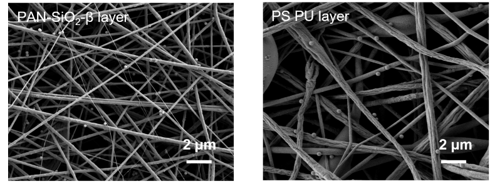 PAN-SiO₂-β layer
2 μm
PS PU layer
2 μm